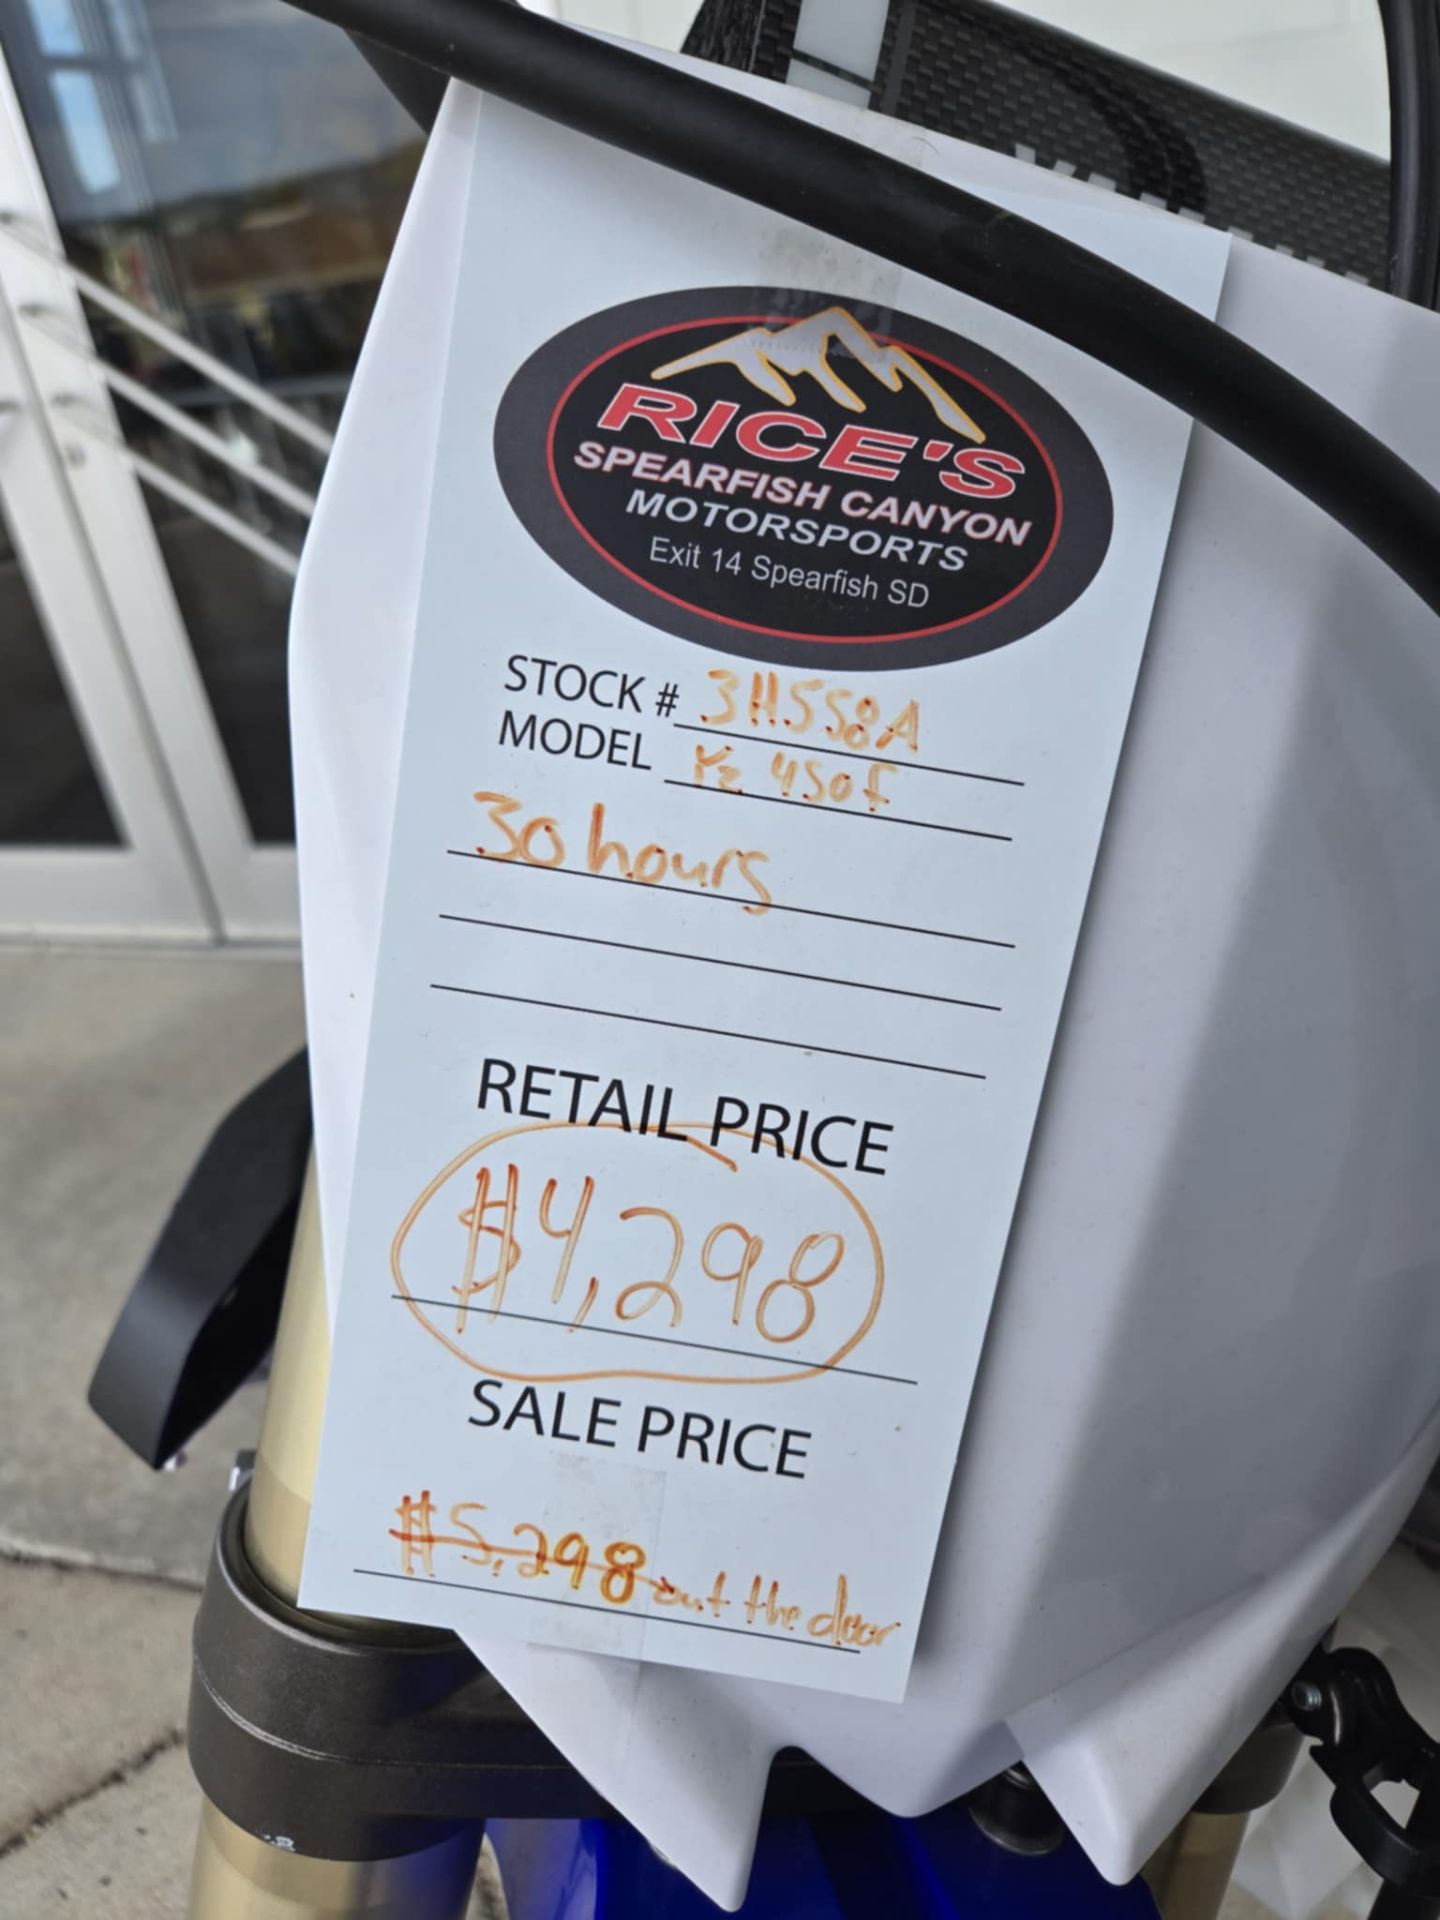 RICE'S
SPEARFISH CANYON
MOTORSPORTS
Exit 14 Spearfish SD
STOCK # 3H558A
MODEL Yz 450f
30 hours
RETAIL PRICE
$4,298
SALE PRICE
$5,298 out the door